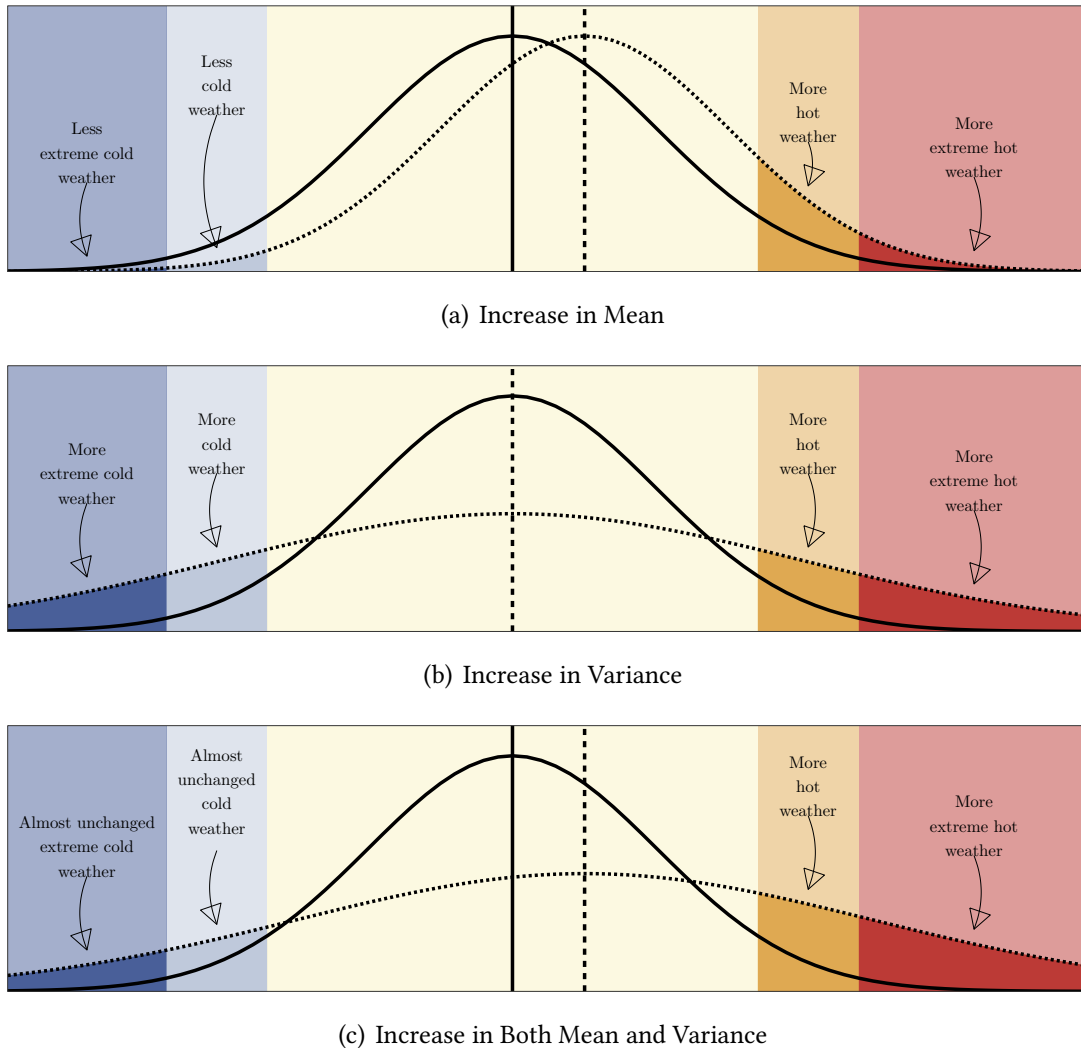 Less
extreme cold
weather
Less
cold
weather
More
hot
weather
More
extreme hot
weather
(a) Increase in Mean
More
extreme cold
weather
More
cold
weather
More
hot
weather
More
extreme hot
weather
(b) Increase in Variance
Almost unchanged
extreme cold
weather
Almost
unchanged
cold
weather
More
hot
weather
More
extreme hot
weather
(c) Increase in Both Mean and Variance